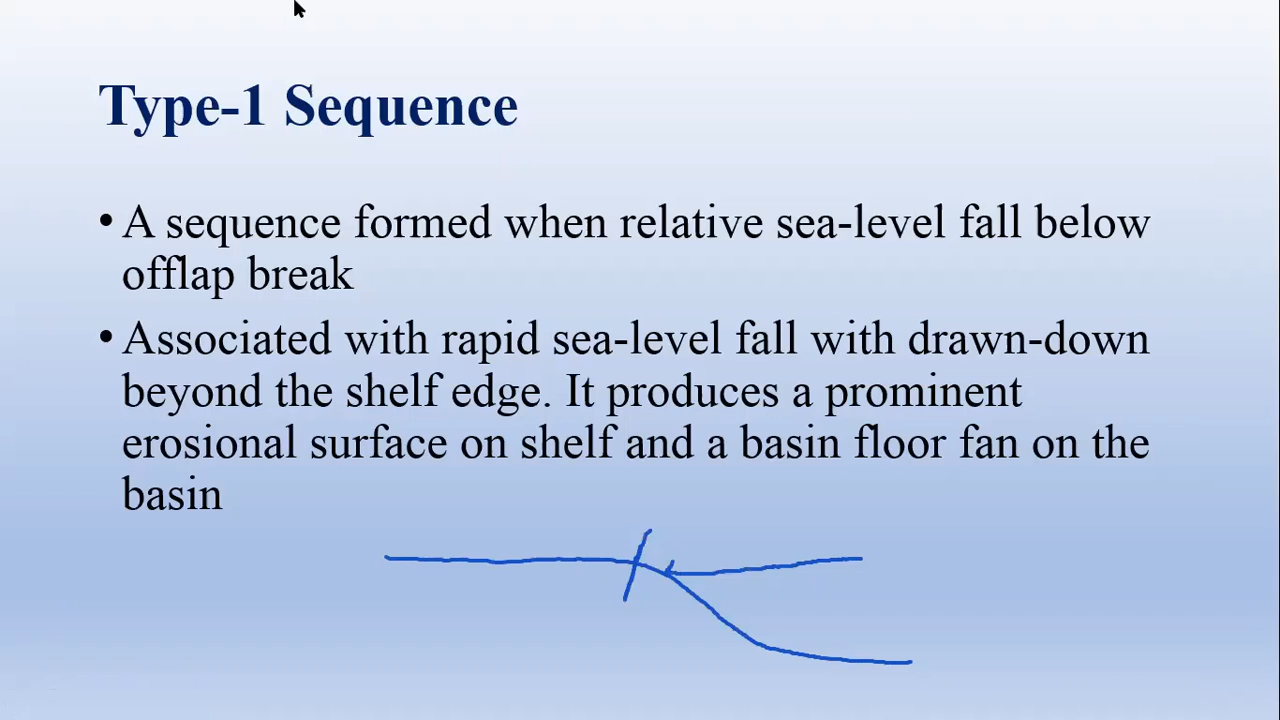 Type-1 Sequence
• A sequence formed when relative sea-level fall below
offlap break
• Associated with rapid sea-level fall with drawn-down
beyond the shelf edge. It produces a prominent
erosional surface on shelf and a basin floor fan on the
basin